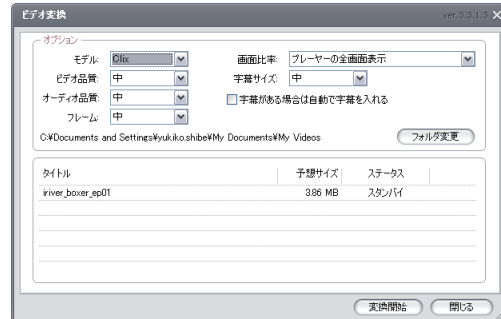 ビデオ変換 ver.3.3.1.3
オプション
モデル: Clix 画面比率: プレーヤーの全画面表示
ビデオ品質: 中 字幕サイズ: 中
オーディオ品質: 中 字幕がある場合は自動で字幕を入れる
フレーム: 中
C:¥Documents and Settings¥yukiko.shibe¥My Documents¥My Videos フォルダ変更
タイトル 予想サイズ ステータス
iriver_boxer_ep01 3.86 MB スタンバイ
変換開始 閉じる